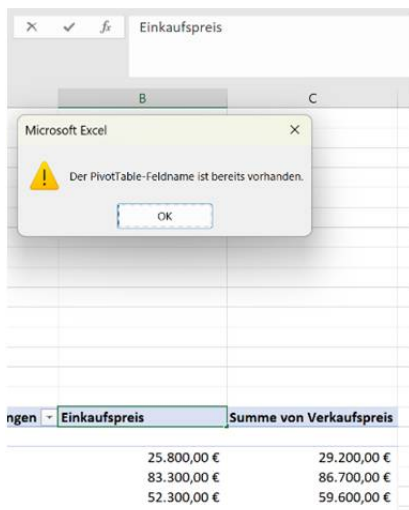 Einkaufspreis
B C
Microsoft Excel
Der PivotTable-Feldname ist bereits vorhanden.
OK
ngen Einkaufspreis Summe von Verkaufspreis
25.800,00 € 29.200,00 €
83.300,00 € 86.700,00 €
52.300,00 € 59.600,00 €